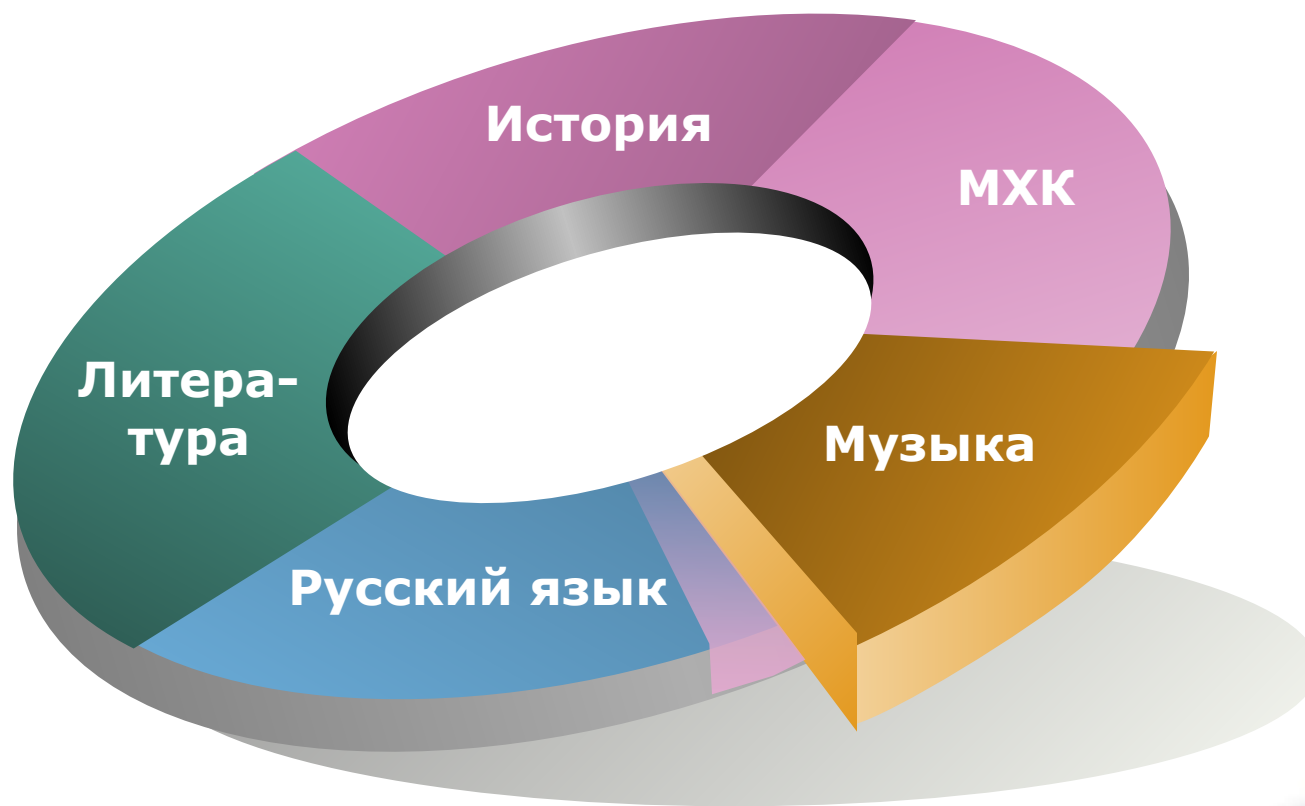 История
МХК
Литера-
тура
Музыка
Русский язык